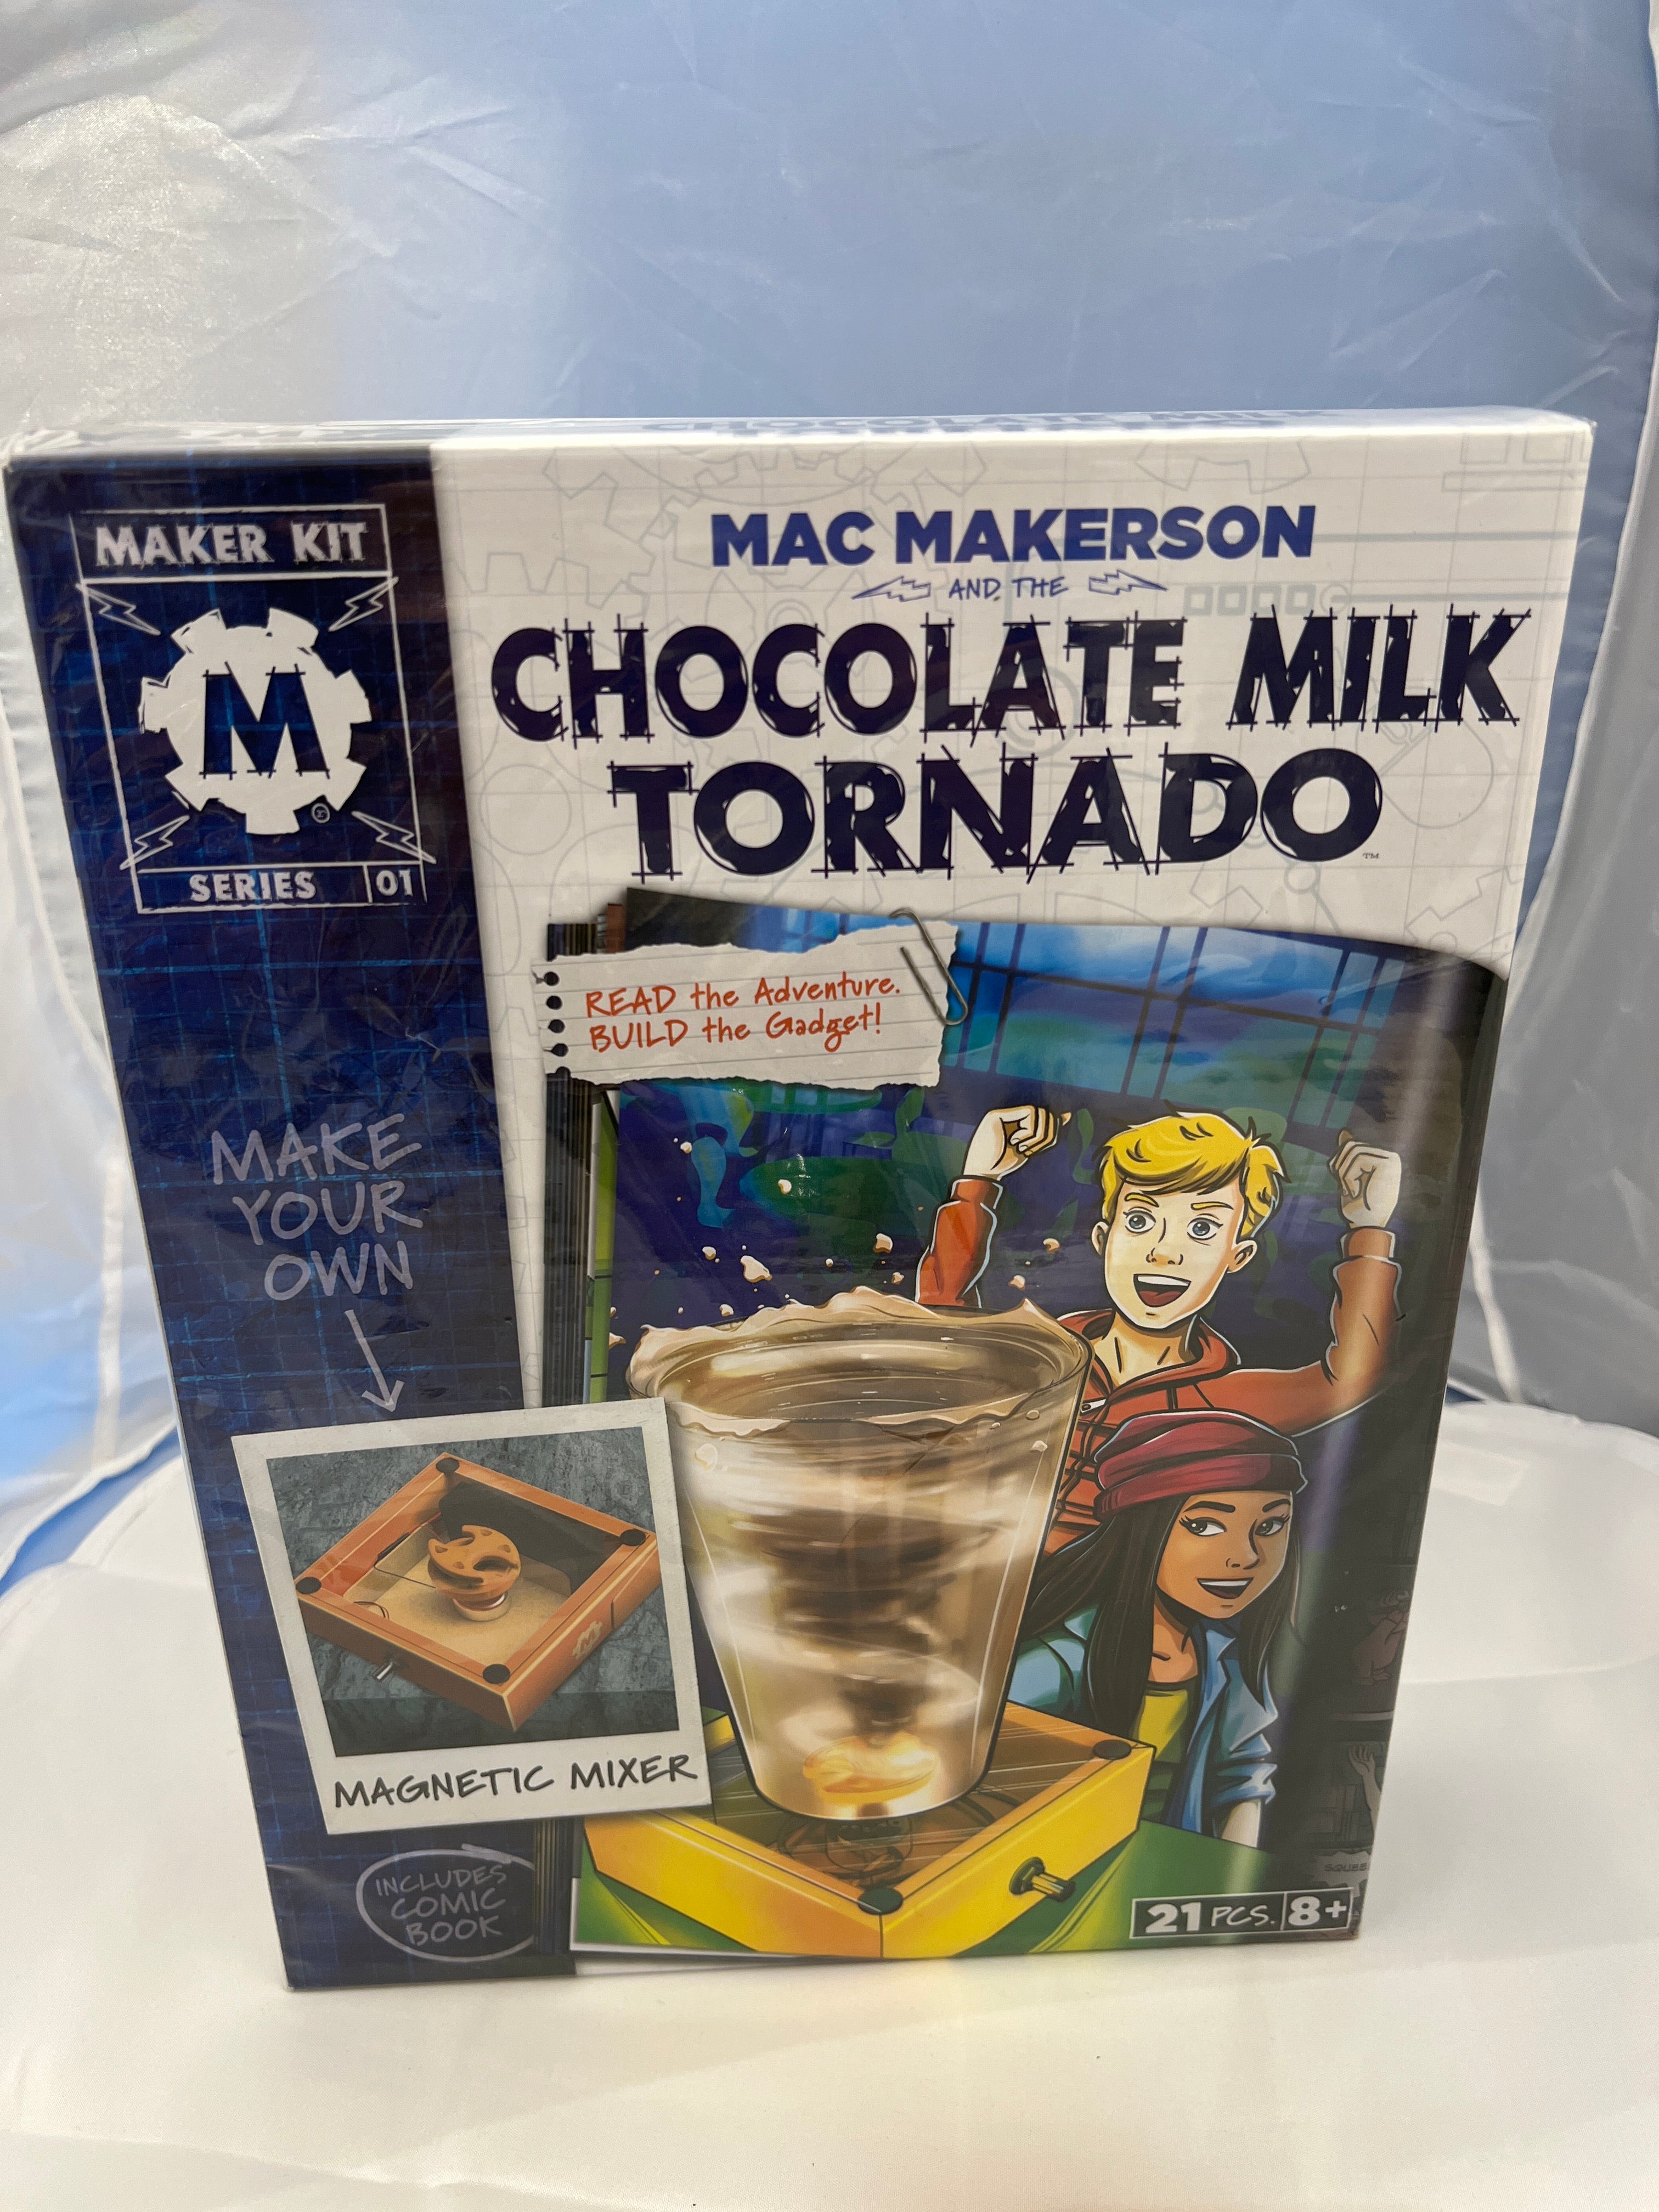 MAKER KIT
M
®
SERIES 01
MAC MAKERSON
AND THE
CHOCOLATE MILK
TORNADO™
READ the Adventure.
BUILD the Gadget!
MAKE
YOUR
OWN
MAGNETIC MIXER
INCLUDES
COMIC
BOOK
21 PCS. 8+